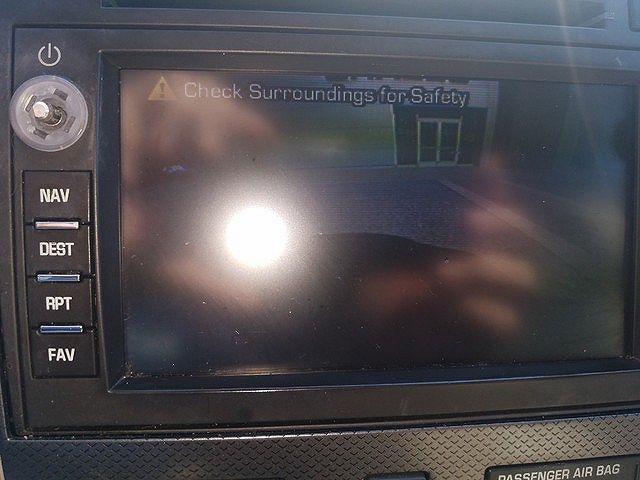 Check Surroundings for Safety
NAV
DEST
RPT
FAV
PASSENGER AIR BAG